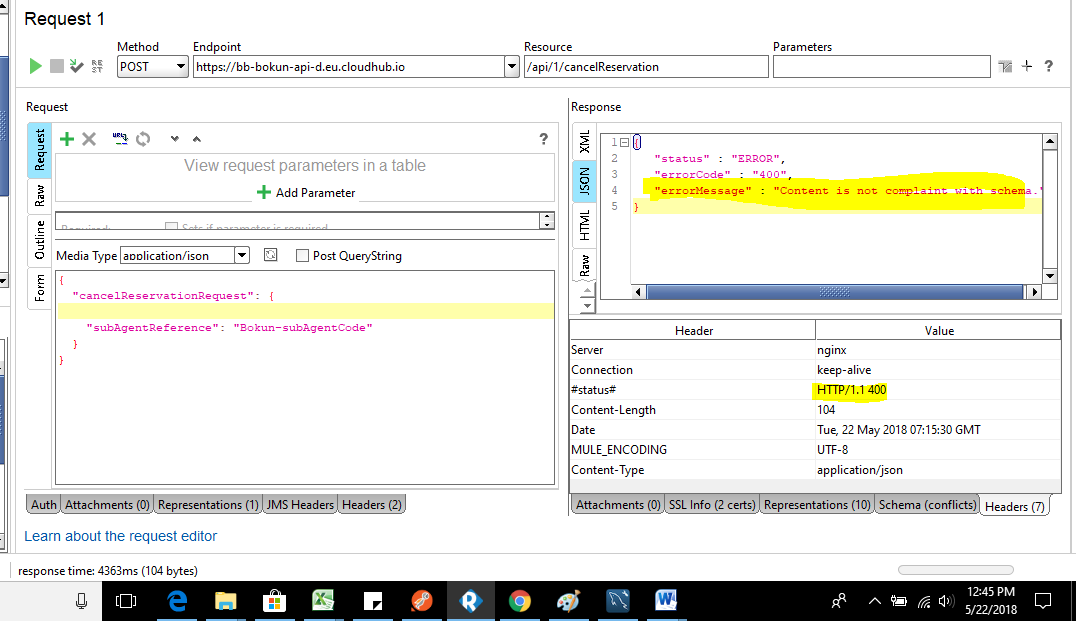 Request 1
Method Endpoint Resource Parameters
RE ST POST https://bb-bokun-api-d.eu.cloudhub.io /api/1/cancelReservation + ?
Request
Request
Raw
Outline
Form
URL ?
View request parameters in a table
Add Parameter
Required: Sets if parameter is required
Media Type application/json Post QueryString
{
"cancelReservationRequest": {
"subAgentReference": "Bokun-subAgentCode"
}
}
Auth Attachments (0) Representations (1) JMS Headers Headers (2)
Learn about the request editor
Response
XML
JSON
HTML
Raw
1 {
2 "status" : "ERROR",
3 "errorCode" : "400",
4 "errorMessage" : "Content is not complaint with schema."
5 }
Header Value
Server nginx
Connection keep-alive
#status# HTTP/1.1 400
Content-Length 104
Date Tue, 22 May 2018 07:15:30 GMT
MULE_ENCODING UTF-8
Content-Type application/json
Attachments (0) SSL Info (2 certs) Representations (10) Schema (conflicts) Headers (7)
response time: 4363ms (104 bytes)
12:45 PM
5/22/2018